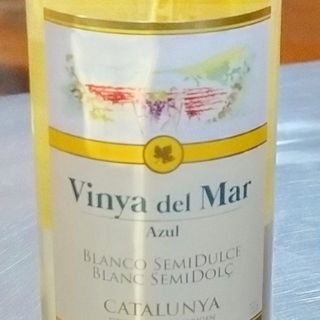 Vinya del Mar
Azul
BLANCO SEMIDULCE
BLANC SEMIDOLÇ
CATALUNYA